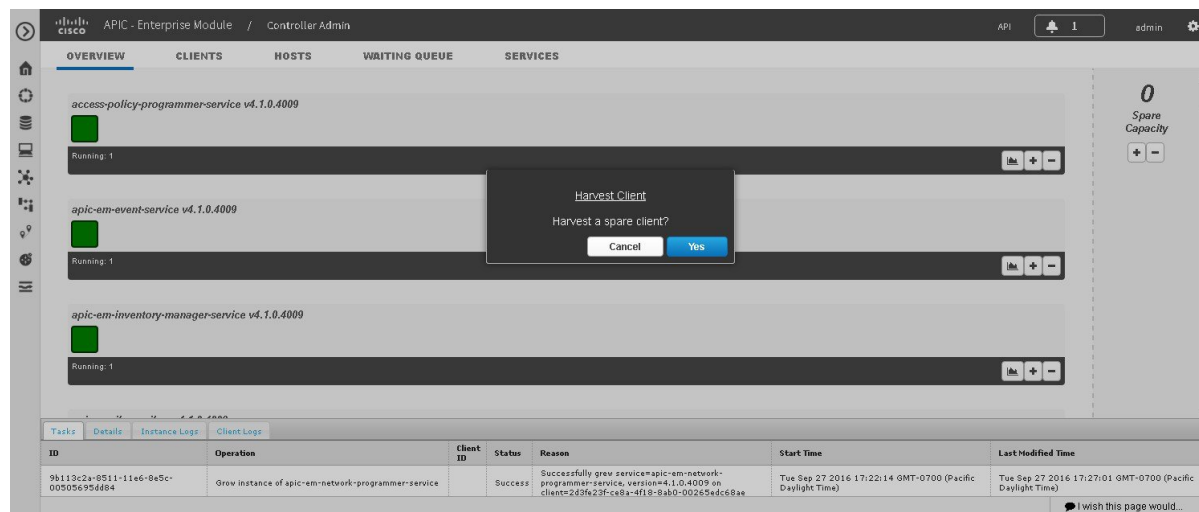 cisco APIC - Enterprise Module / Controller Admin API 1 admin
OVERVIEW CLIENTS HOSTS WAITING QUEUE SERVICES
access-policy-programmer-service v4.1.0.4009
Running: 1
0
Spare
Capacity
apic-em-event-service v4.1.0.4009
Running: 1
Harvest Client
Harvest a spare client?
Cancel Yes
apic-em-inventory-manager-service v4.1.0.4009
Running: 1
Tasks Details Instance Logs Client Logs
ID Operation Client ID Status Reason Start Time Last Modified Time
9b113c2a-8511-11e6-8e5c-
00505695dd84
Grow instance of apic-em-network-programmer-service
Success
Successfully grew service=apic-em-network-
programmer-service, version=4.1.0.4009 on
client=2d3fe23f-ce8a-4f18-8ab0-00265edc68ae
Tue Sep 27 2016 17:22:14 GMT-0700 (Pacific
Daylight Time)
Tue Sep 27 2016 17:27:01 GMT-0700 (Pacific
Daylight Time)
I wish this page would...